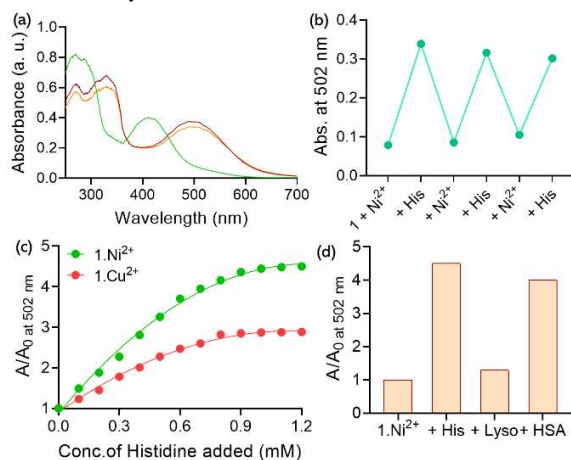 (a)
Absorbance (a. u.)
1.0
0.8
0.6
0.4
0.2
0.0
300
400
500
600
700
Wavelength (nm)
(b)
Abs. at 502 nm
0.4
0.3
0.2
0.1
0.0
1 + Ni²⁺
+ His
+ Ni²⁺
+ His
+ Ni²⁺
+ His
(c)
1.Ni²⁺
1.Cu²⁺
A/A₀ at 502 nm
5
4
3
2
1
0.0
0.3
0.6
0.9
1.2
Conc.of Histidine added (mM)
(d)
A/A₀ at 502 nm
5
4
3
2
1
0
1.Ni²⁺
+ His
+ Lyso
+ HSA